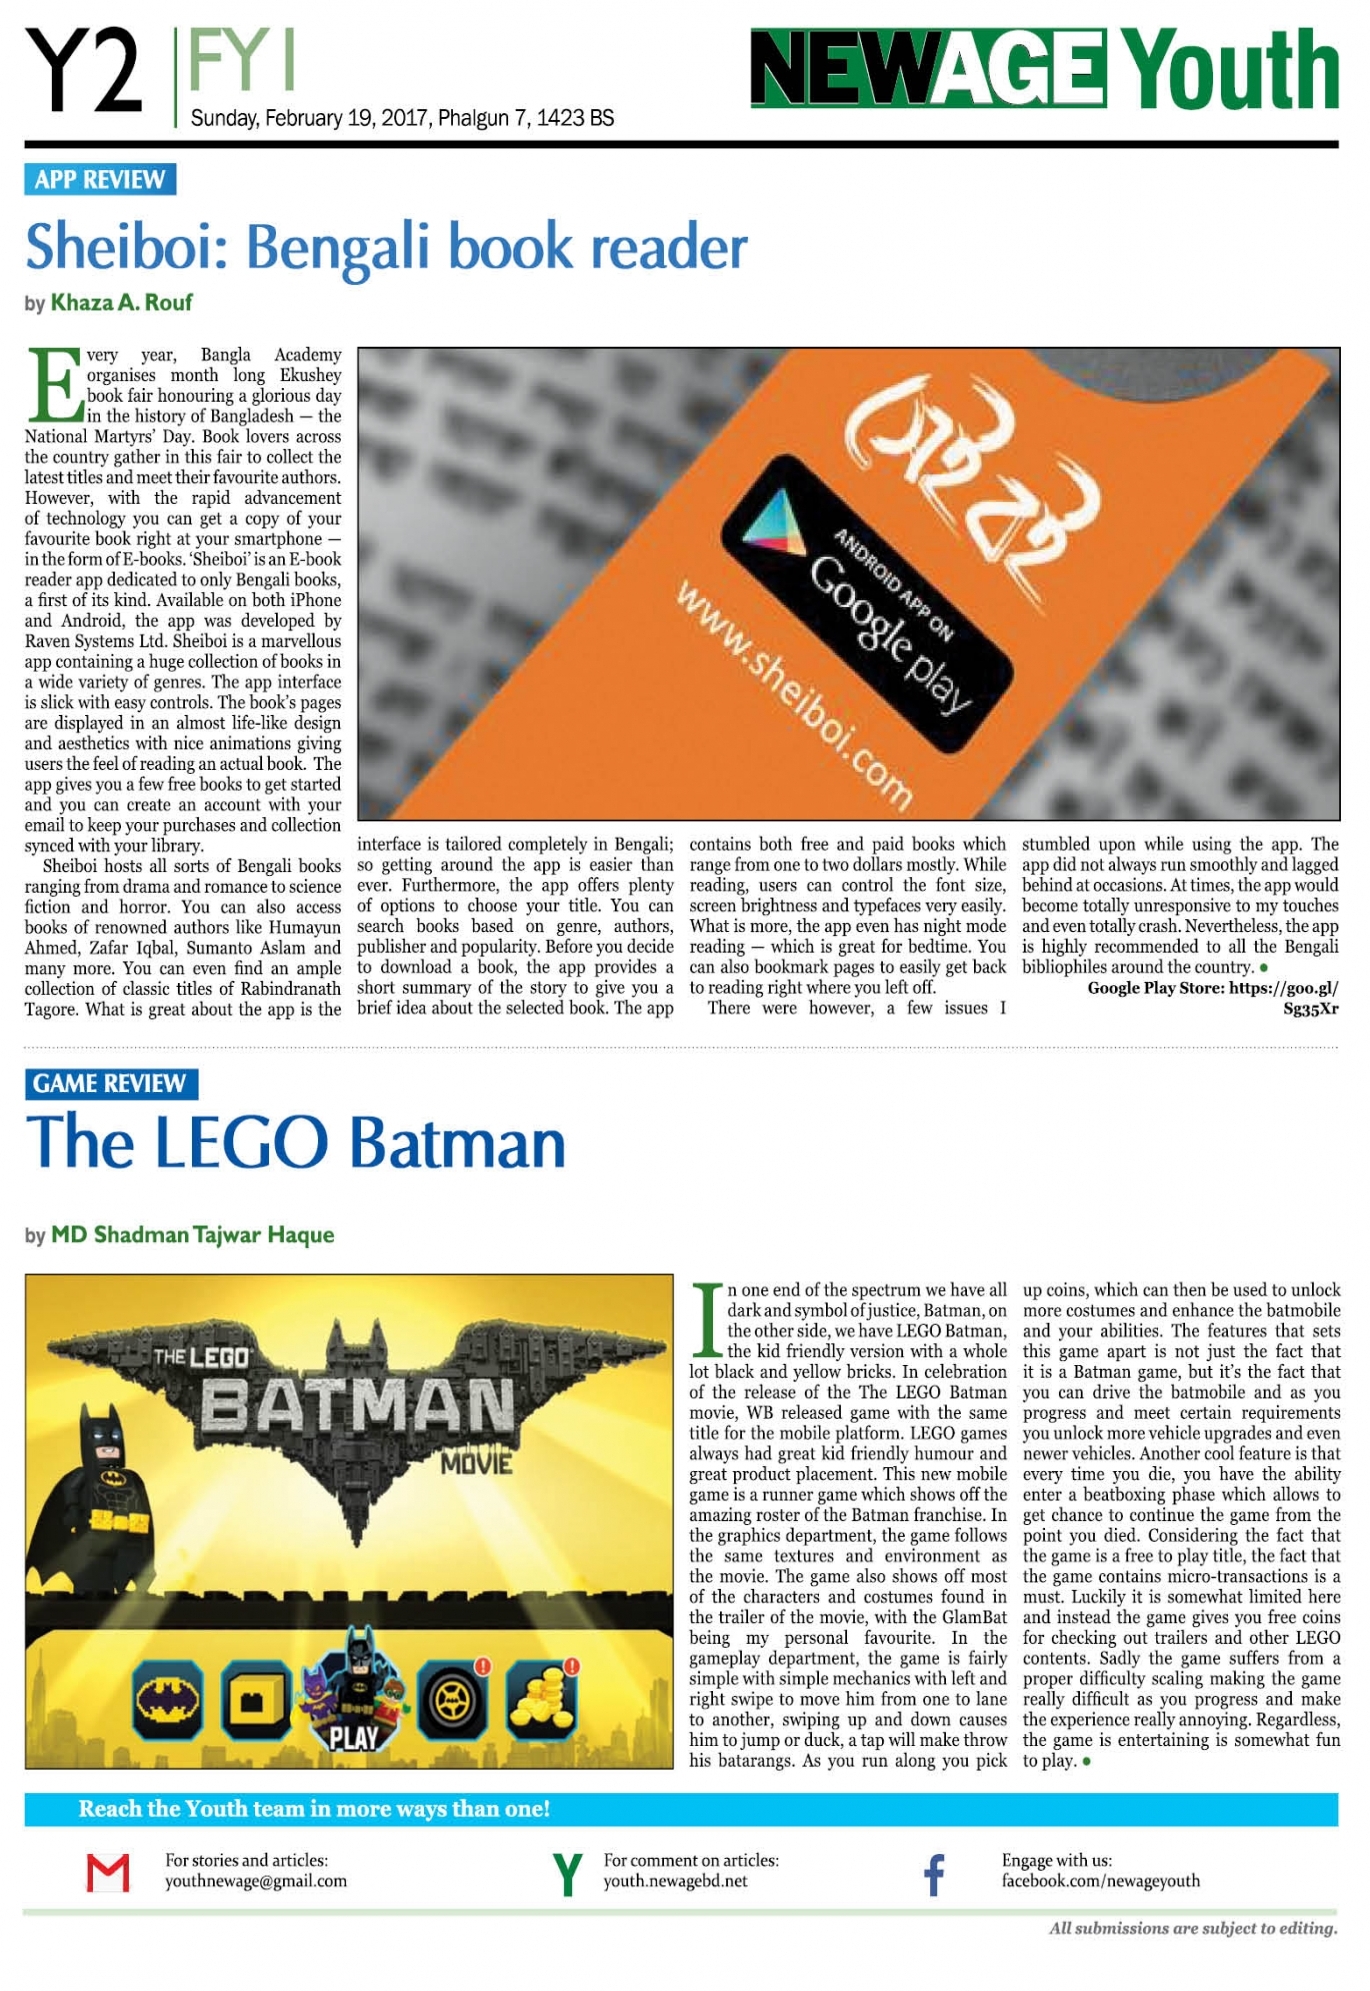 Y2
FYI
Sunday, February 19, 2017, Phalgun 7, 1423 BS
NEWAGE Youth
APP REVIEW
Sheiboi: Bengali book reader
by Khaza A. Rouf
Every year, Bangla Academy
organises month long Ekushey
book fair honouring a glorious day
in the history of Bangladesh — the
National Martyrs' Day. Book lovers across
the country gather in this fair to collect the
latest titles and meet their favourite authors.
However, with the rapid advancement
of technology you can get a copy of your
favourite book right at your smartphone —
in the form of E-books. 'Sheiboi' is an E-book
reader app dedicated to only Bengali books,
a first of its kind. Available on both iPhone
and Android, the app was developed by
Raven Systems Ltd. Sheiboi is a marvellous
app containing a huge collection of books in
a wide variety of genres. The app interface
is slick with easy controls. The book's pages
are displayed in an almost life-like design
and aesthetics with nice animations giving
users the feel of reading an actual book. The
app gives you a few free books to get started
and you can create an account with your
email to keep your purchases and collection
synced with your library.
Sheiboi hosts all sorts of Bengali books
ranging from drama and romance to science
fiction and horror. You can also access
books of renowned authors like Humayun
Ahmed, Zafar Iqbal, Sumanto Aslam and
many more. You can even find an ample
collection of classic titles of Rabindranath
Tagore. What is great about the app is the
সেই বই
ANDROID APP ON
Google play
www.sheiboi.com
interface is tailored completely in Bengali;
so getting around the app is easier than
ever. Furthermore, the app offers plenty
of options to choose your title. You can
search books based on genre, authors,
publisher and popularity. Before you decide
to download a book, the app provides a
short summary of the story to give you a
brief idea about the selected book. The app
contains both free and paid books which
range from one to two dollars mostly. While
reading, users can control the font size,
screen brightness and typefaces very easily.
What is more, the app even has night mode
reading — which is great for bedtime. You
can also bookmark pages to easily get back
to reading right where you left off.
There were however, a few issues I
stumbled upon while using the app. The
app did not always run smoothly and lagged
behind at occasions. At times, the app would
become totally unresponsive to my touches
and even totally crash. Nevertheless, the app
is highly recommended to all the Bengali
bibliophiles around the country. •
Google Play Store: https://goo.gl/
Sg35Xr
GAME REVIEW
The LEGO Batman
by MD Shadman Tajwar Haque
THE LEGO
BATMAN
MOVIE
PLAY
In one end of the spectrum we have all
dark and symbol of justice, Batman, on
the other side, we have LEGO Batman,
the kid friendly version with a whole
lot black and yellow bricks. In celebration
of the release of the The LEGO Batman
movie, WB released game with the same
title for the mobile platform. LEGO games
always had great kid friendly humour and
great product placement. This new mobile
game is a runner game which shows off the
amazing roster of the Batman franchise. In
the graphics department, the game follows
the same textures and environment as
the movie. The game also shows off most
of the characters and costumes found in
the trailer of the movie, with the GlamBat
being my personal favourite. In the
gameplay department, the game is fairly
simple with simple mechanics with left and
right swipe to move him from one to lane
to another, swiping up and down causes
him to jump or duck, a tap will make throw
his batarangs. As you run along you pick
up coins, which can then be used to unlock
more costumes and enhance the batmobile
and your abilities. The features that sets
this game apart is not just the fact that
it is a Batman game, but it's the fact that
you can drive the batmobile and as you
progress and meet certain requirements
you unlock more vehicle upgrades and even
newer vehicles. Another cool feature is that
every time you die, you have the ability
enter a beatboxing phase which allows to
get chance to continue the game from the
point you died. Considering the fact that
the game is a free to play title, the fact that
the game contains micro-transactions is a
must. Luckily it is somewhat limited here
and instead the game gives you free coins
for checking out trailers and other LEGO
contents. Sadly the game suffers from a
proper difficulty scaling making the game
really difficult as you progress and make
the experience really annoying. Regardless,
the game is entertaining is somewhat fun
to play. •
Reach the Youth team in more ways than one!
For stories and articles:
youthnewage@gmail.com
Y
For comment on articles:
youth.newagebd.net
f
Engage with us:
facebook.com/newageyouth
All submissions are subject to editing.